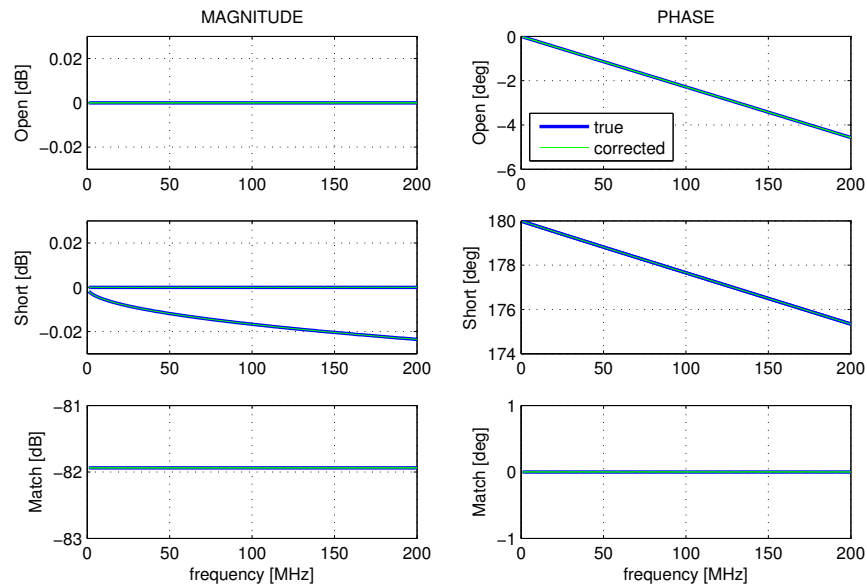 MAGNITUDE
PHASE
Open [dB]
0.02
0
−0.02
0 50 100 150 200
Open [deg]
0
−2
−4
−6
true
corrected
0 50 100 150 200
Short [dB]
0.02
0
−0.02
0 50 100 150 200
Short [deg]
180
178
176
174
0 50 100 150 200
Match [dB]
−81
−82
−83
0 50 100 150 200
frequency [MHz]
Match [deg]
1
0
−1
0 50 100 150 200
frequency [MHz]